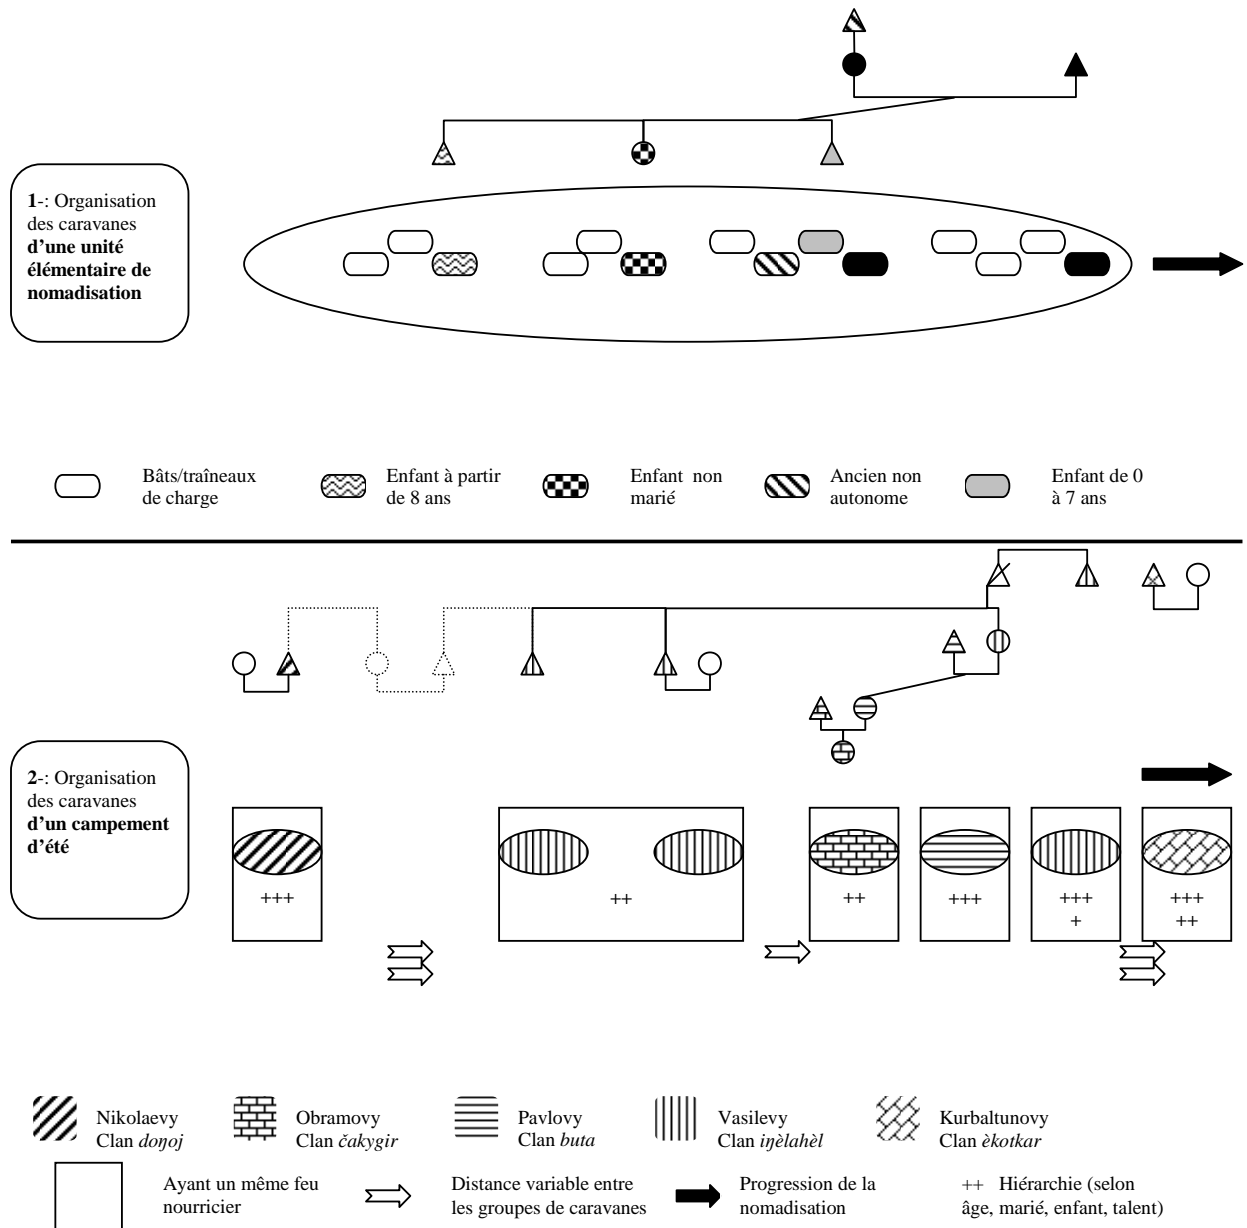 1-: Organisation
des caravanes
d'une unité
élémentaire de
nomadisation
Bâts/traîneaux
de charge
Enfant à partir
de 8 ans
Enfant non
marié
Ancien non
autonome
Enfant de 0
à 7 ans
2-: Organisation
des caravanes
d'un campement
d'été
+++
++
++
+++
+++
+
+++
++
Nikolaevy
Clan doŋoj
Obramovy
Clan čakygir
Pavlovy
Clan buta
Vasilevy
Clan iŋèlahèl
Kurbaltunovy
Clan èkotkar
Ayant un même feu
nourricier
Distance variable entre
les groupes de caravanes
Progression de la
nomadisation
++ Hiérarchie (selon
âge, marié, enfant, talent)